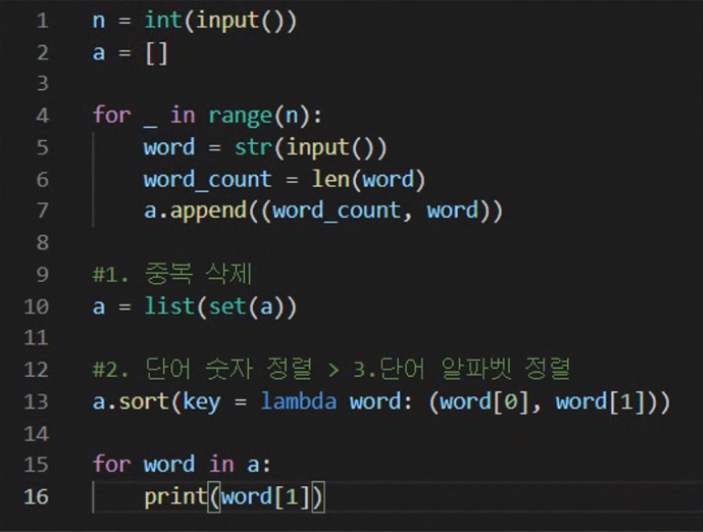 1 n = int(input())
2 a = []
3
4 for _ in range(n):
5     word = str(input())
6     word_count = len(word)
7     a.append((word_count, word))
8
9 #1. 중복 삭제
10 a = list(set(a))
11
12 #2. 단어 숫자 정렬 > 3.단어 알파벳 정렬
13 a.sort(key = lambda word: (word[0], word[1]))
14
15 for word in a:
16     print(word[1])